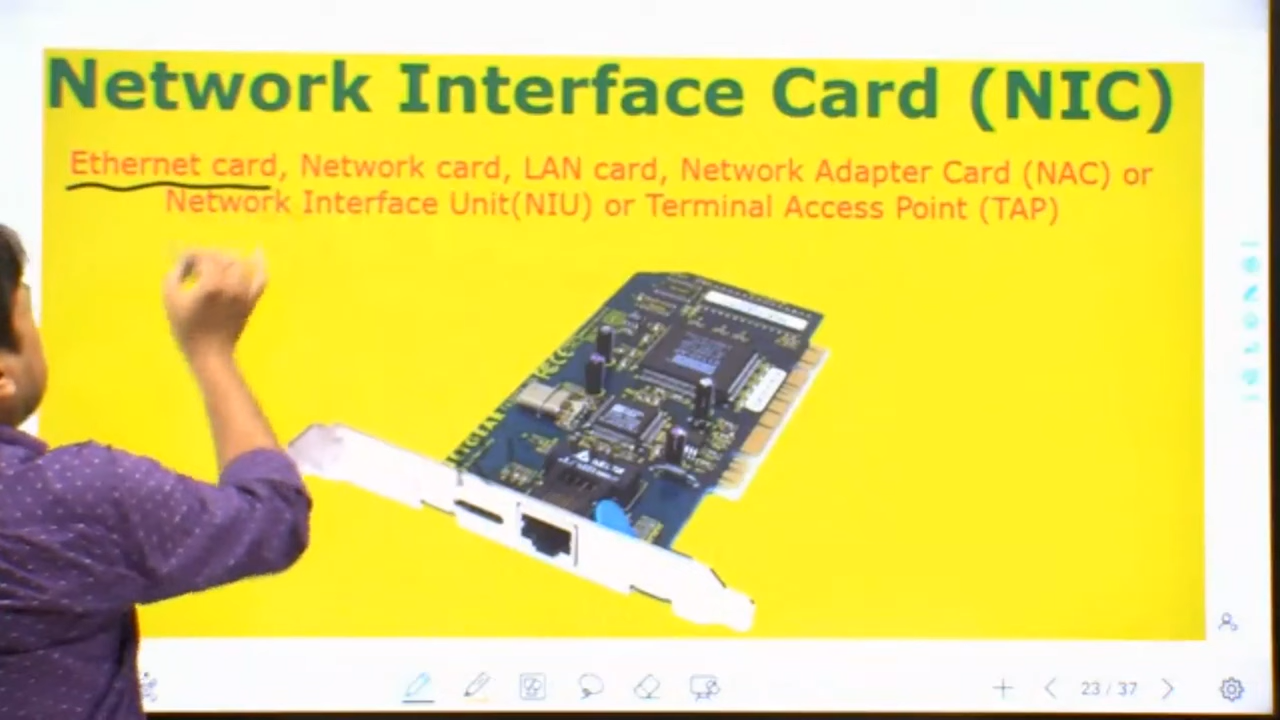 Network Interface Card (NIC)
Ethernet card, Network card, LAN card, Network Adapter Card (NAC) or
Network Interface Unit(NIU) or Terminal Access Point (TAP)
23 / 37